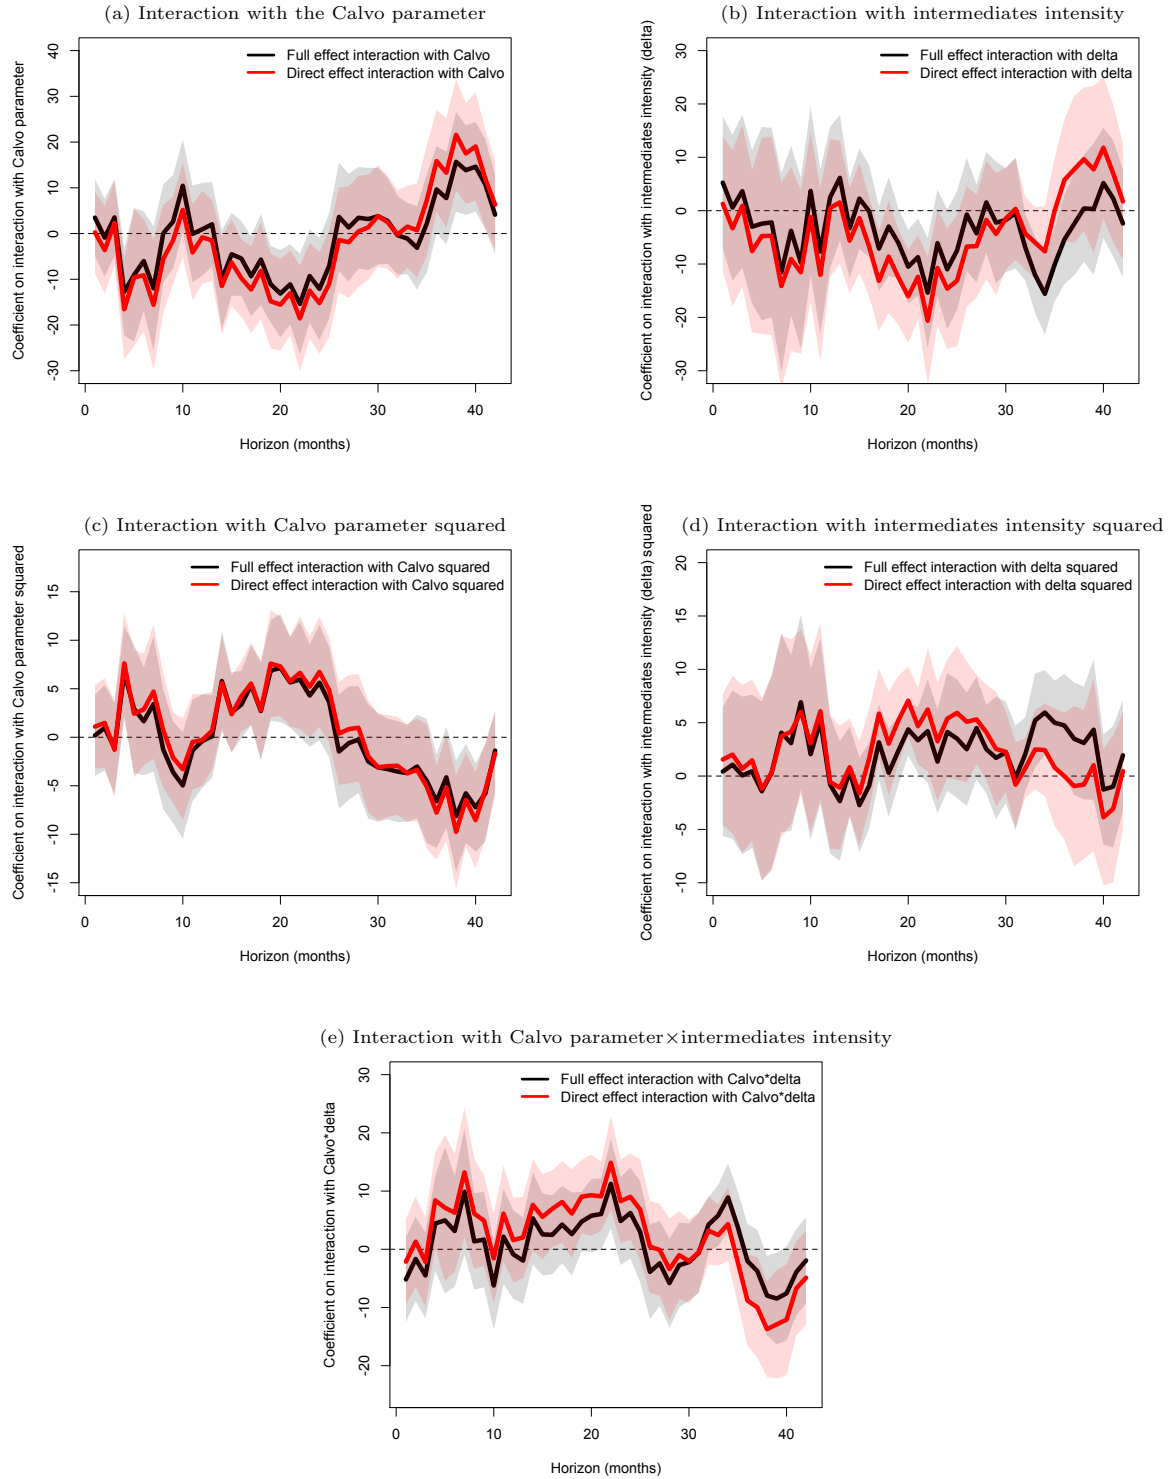 (a) Interaction with the Calvo parameter
Coefficient on interaction with Calvo parameter
40
30
20
10
0
-10
-20
-30
Full effect interaction with Calvo
Direct effect interaction with Calvo
0 10 20 30 40
Horizon (months)
(b) Interaction with intermediates intensity
Coefficient on interaction with intermediates intensity (delta)
30
20
10
0
-10
-20
-30
Full effect interaction with delta
Direct effect interaction with delta
0 10 20 30 40
Horizon (months)
(c) Interaction with Calvo parameter squared
Coefficient on interaction with Calvo parameter squared
15
10
5
0
-5
-10
-15
Full effect interaction with Calvo squared
Direct effect interaction with Calvo squared
0 10 20 30 40
Horizon (months)
(d) Interaction with intermediates intensity squared
Coefficient on interaction with intermediates intensity (delta) squared
20
15
10
5
0
-5
-10
Full effect interaction with delta squared
Direct effect interaction with delta squared
0 10 20 30 40
Horizon (months)
(e) Interaction with Calvo parameter×intermediates intensity
Coefficient on interaction with Calvo*delta
30
20
10
0
-10
-20
Full effect interaction with Calvo*delta
Direct effect interaction with Calvo*delta
0 10 20 30 40
Horizon (months)